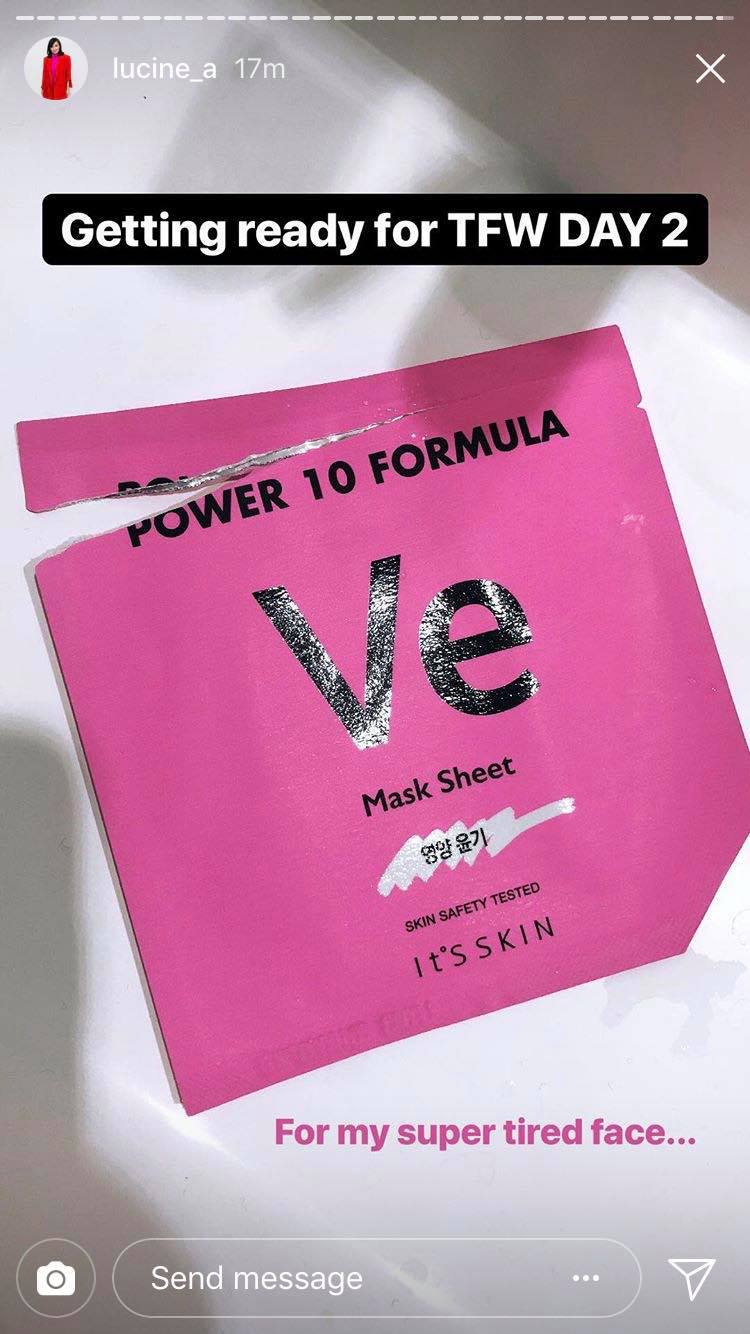 lucine_a 17m
Getting ready for TFW DAY 2
POWER 10 FORMULA
Ve
Mask Sheet
영양 윤기
SKIN SAFETY TESTED
It'S SKIN
For my super tired face...
Send message